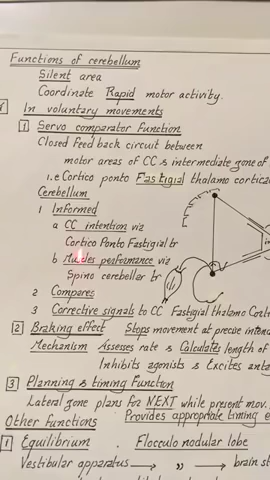 Functions of cerebellum
Silent area
Coordinate Rapid motor activity.
In voluntary movements
1 Servo comparator Function
Closed feed back circuit between
motor areas of CC & intermediate zone of
i.e Cortico ponto Fastigial thalamo cortica
Cerebellum
1 Informed
a CC intention via
Cortico Ponto Fastigial tr
b Muscles perfomance via
Spino cerebellar tr
2 Compares
3 Corrective signals to CC Fastigial Thalamo Corti
2 Braking effect Stops movement at precise inten
Mechanism Assesses rate & Calculates length of
Inhibits agonists & Excites anta
3 Planning & timing Function
Lateral zone plans for NEXT while present mov.
Other functions Provides appropriate timing e
1 Equilibrium. Flocculo nodular lobe
Vestibular apparatus → " → brain s